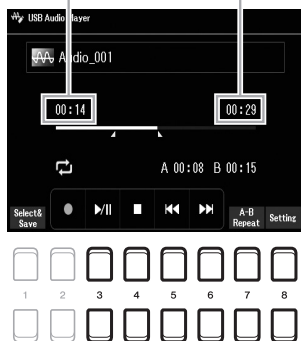 USB Audio Player
Audio_001
00:14 00:29
A 00:08 B 00:15
Select& Save A-B Repeat Setting
1 2 3 4 5 6 7 8